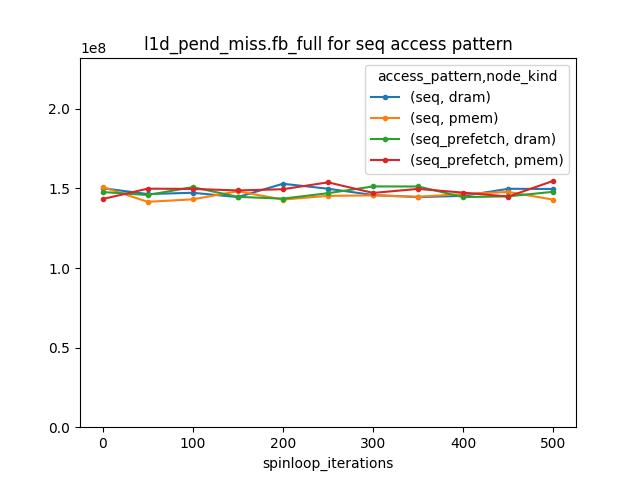 l1d_pend_miss.fb_full for seq access pattern
1e8
access_pattern,node_kind
(seq, dram)
(seq, pmem)
(seq_prefetch, dram)
(seq_prefetch, pmem)
2.0
1.5
1.0
0.5
0.0
0 100 200 300 400 500
spinloop_iterations